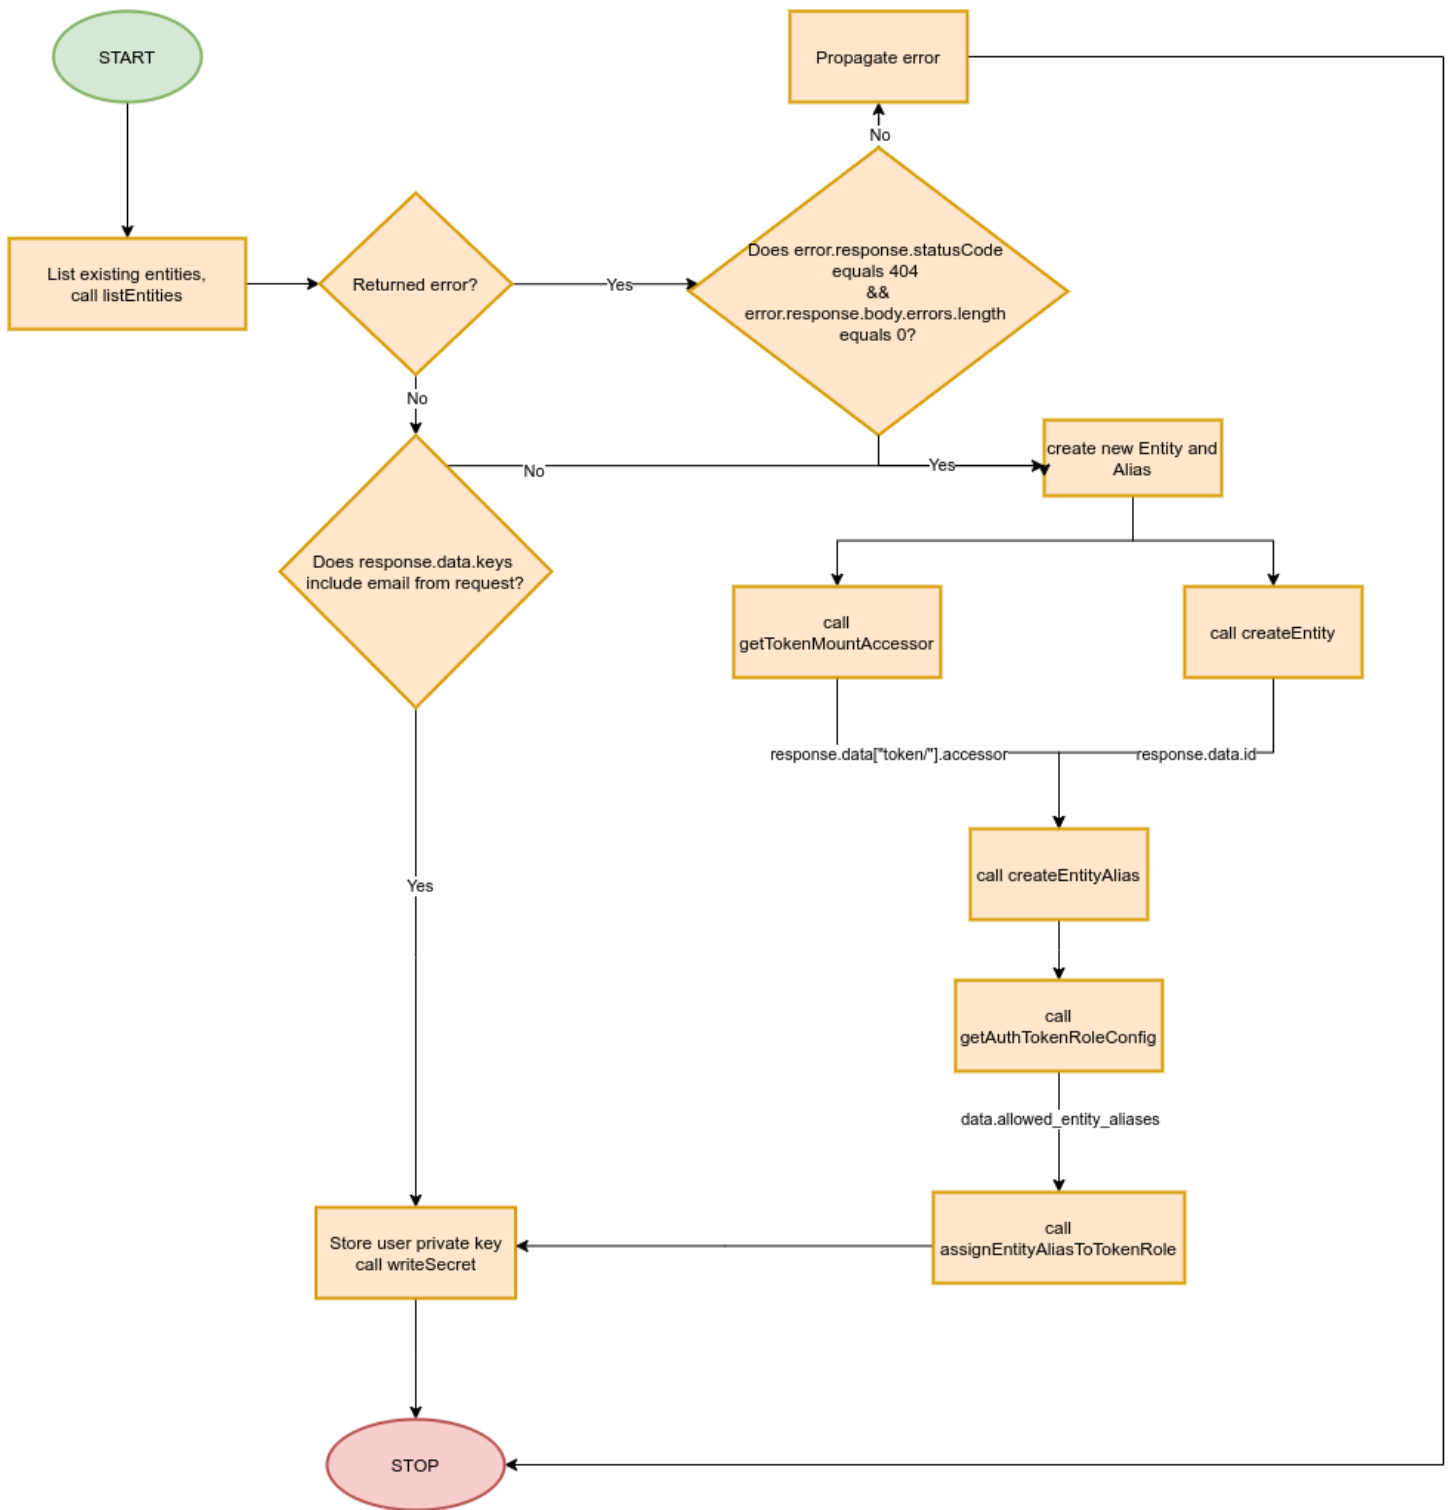 START
Propagate error
No
List existing entities,
call listEntities
Returned error?
Yes
Does error.response.statusCode
equals 404
&&
error.response.body.errors.length
equals 0?
No
No
Yes
create new Entity and
Alias
Does response.data.keys
include email from request?
call
getTokenMountAccessor
call createEntity
response.data["token/"].accessor
response.data.id
call createEntityAlias
Yes
call
getAuthTokenRoleConfig
data.allowed_entity_aliases
call
assignEntityAliasToTokenRole
Store user private key
call writeSecret
STOP